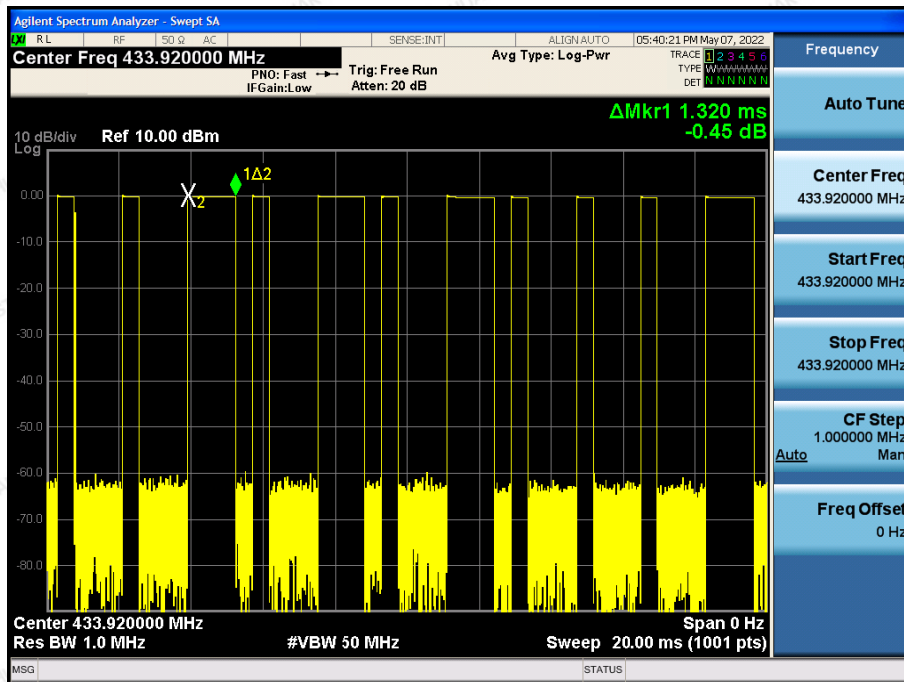 Agilent Spectrum Analyzer - Swept SA
LXI RL RF 50 Ω AC SENSE:INT ALIGN AUTO 05:40:21 PM May 07, 2022
Center Freq 433.920000 MHz
PNO: Fast
IFGain:Low
Trig: Free Run
Atten: 20 dB
Avg Type: Log-Pwr
TRACE 1 2 3 4 5 6
TYPE WWWWWW
DET N N N N N N
ΔMkr1 1.320 ms
-0.45 dB
10 dB/div Ref 10.00 dBm
Log
1Δ2
X2
0.00
-10.0
-20.0
-30.0
-40.0
-50.0
-60.0
-70.0
-80.0
Center 433.920000 MHz Span 0 Hz
Res BW 1.0 MHz #VBW 50 MHz Sweep 20.00 ms (1001 pts)
MSG STATUS
Frequency
Auto Tune
Center Freq
433.920000 MHz
Start Freq
433.920000 MHz
Stop Freq
433.920000 MHz
CF Step
1.000000 MHz
Auto Man
Freq Offset
0 Hz